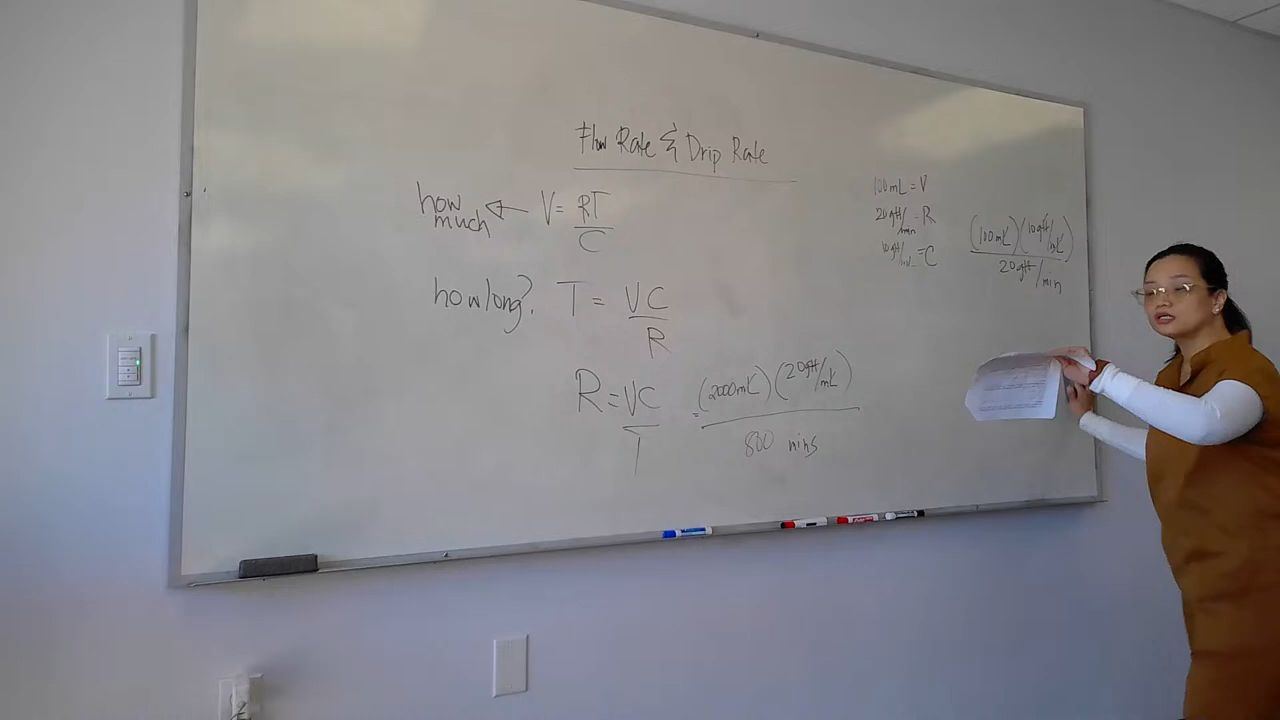 Flow Rate & Drip Rate
how much ← V = RT/C
how long? T = VC/R
R = VC/T = (2000mL)(20gtt/mL)/800 mins
100mL = V
20gtt/min = R
10gtt/mL = C
(100mL)(10gtt/mL)/20gtt/min